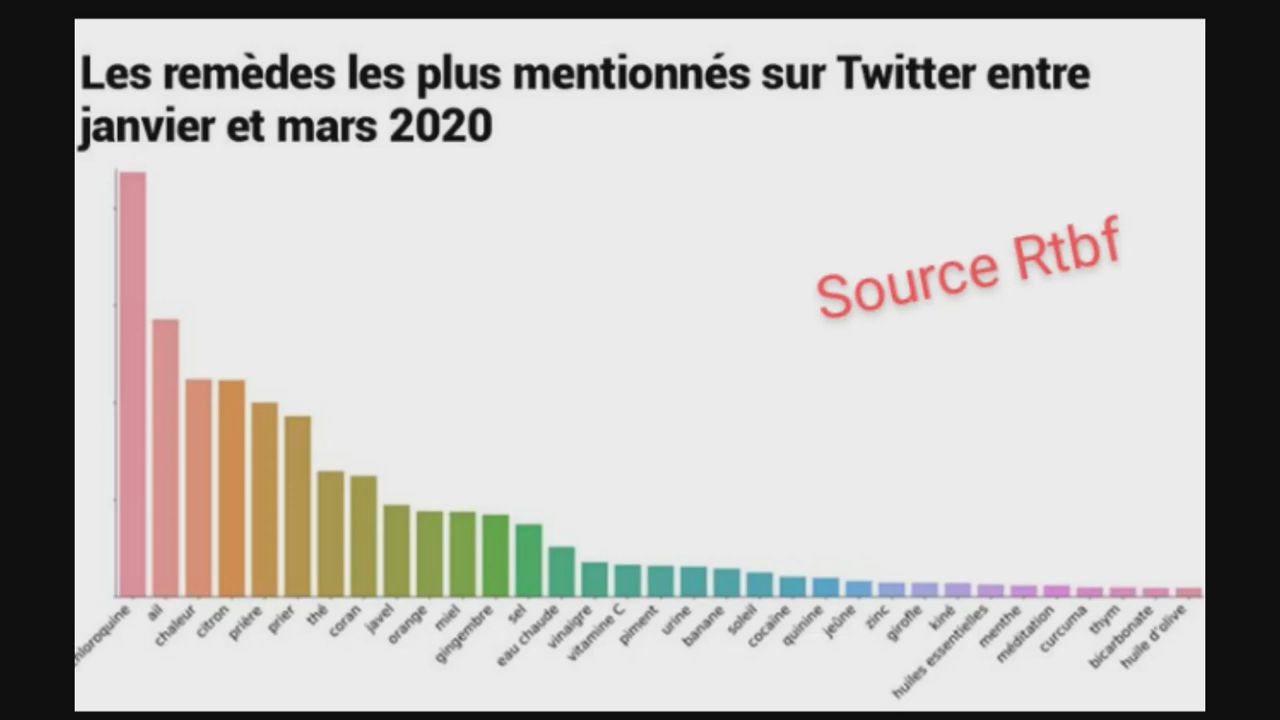 Les remèdes les plus mentionnés sur Twitter entre
janvier et mars 2020
Source Rtbf
hloroquine
ail
chaleur
citron
prière
prier
thé
coran
javel
orange
miel
gingembre
sel
eau chaude
vinaigre
vitamine C
piment
urine
banane
soleil
cocaine
quinine
jeûne
zinc
girofle
kiné
huiles essentielles
menthe
méditation
curcuma
thym
bicarbonate
huile d'olive